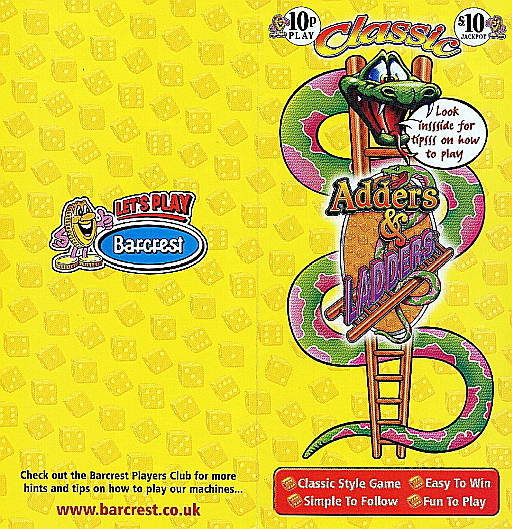 LET'S PLAY
Barcrest
Check out the Barcrest Players Club for more
hints and tips on how to play our machines...
www.barcrest.co.uk
10p
PLAY
Classic
£10
JACKPOT
Look
inssside for
tipsss on how
to play
Adders
&
LADDERS
Classic Style Game
Easy To Win
Simple To Follow
Fun To Play